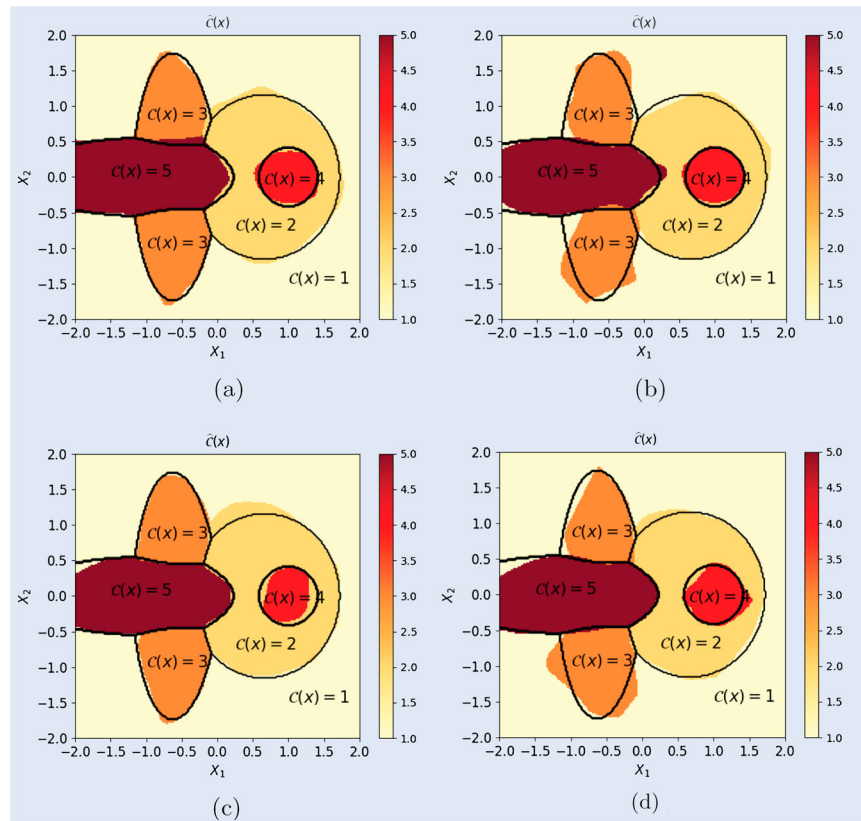 ĉ(x)
2.0
1.5
1.0
0.5
0.0
−0.5
−1.0
−1.5
−2.0
X₂
−2.0 −1.5 −1.0 −0.5 0.0 0.5 1.0 1.5 2.0
X₁
5.0
4.5
4.0
3.5
3.0
2.5
2.0
1.5
1.0
C(x) = 3
C(x) = 5
C(x) = 4
C(x) = 3
C(x) = 2
C(x) = 1
(a)
ĉ(x)
2.0
1.5
1.0
0.5
0.0
−0.5
−1.0
−1.5
−2.0
X₂
−2.0 −1.5 −1.0 −0.5 0.0 0.5 1.0 1.5 2.0
X₁
5.0
4.5
4.0
3.5
3.0
2.5
2.0
1.5
1.0
C(x) = 3
C(x) = 5
C(x) = 4
C(x) = 3
C(x) = 2
C(x) = 1
(b)
ĉ(x)
2.0
1.5
1.0
0.5
0.0
−0.5
−1.0
−1.5
−2.0
X₂
−2.0 −1.5 −1.0 −0.5 0.0 0.5 1.0 1.5 2.0
X₁
5.0
4.5
4.0
3.5
3.0
2.5
2.0
1.5
1.0
C(x) = 3
C(x) = 5
C(x) = 4
C(x) = 3
C(x) = 2
C(x) = 1
(c)
ĉ(x)
2.0
1.5
1.0
0.5
0.0
−0.5
−1.0
−1.5
−2.0
X₂
−2.0 −1.5 −1.0 −0.5 0.0 0.5 1.0 1.5 2.0
X₁
5.0
4.5
4.0
3.5
3.0
2.5
2.0
1.5
1.0
C(x) = 3
C(x) = 5
C(x) = 4
C(x) = 3
C(x) = 2
C(x) = 1
(d)